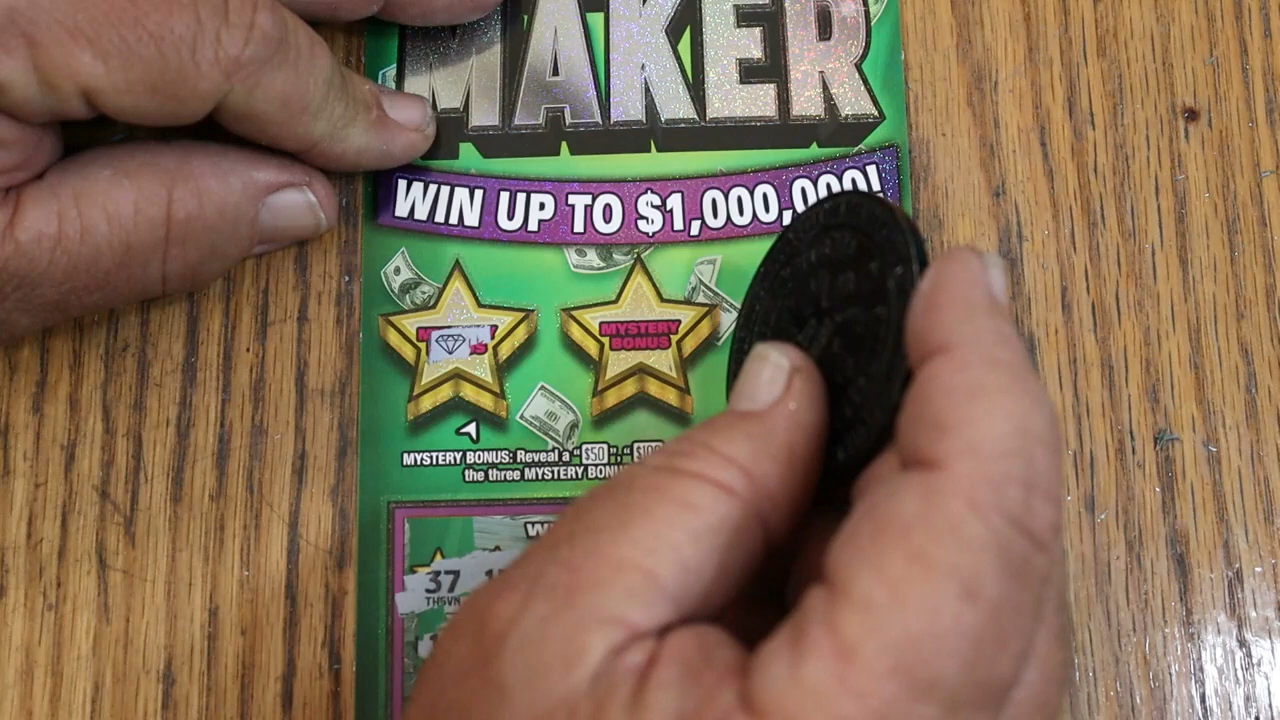 MAKER
WIN UP TO $1,000,000!
MYSTERY
BONUS
MYSTERY BONUS: Reveal a "$50", "$100
the three MYSTERY BONU
37
THSVN